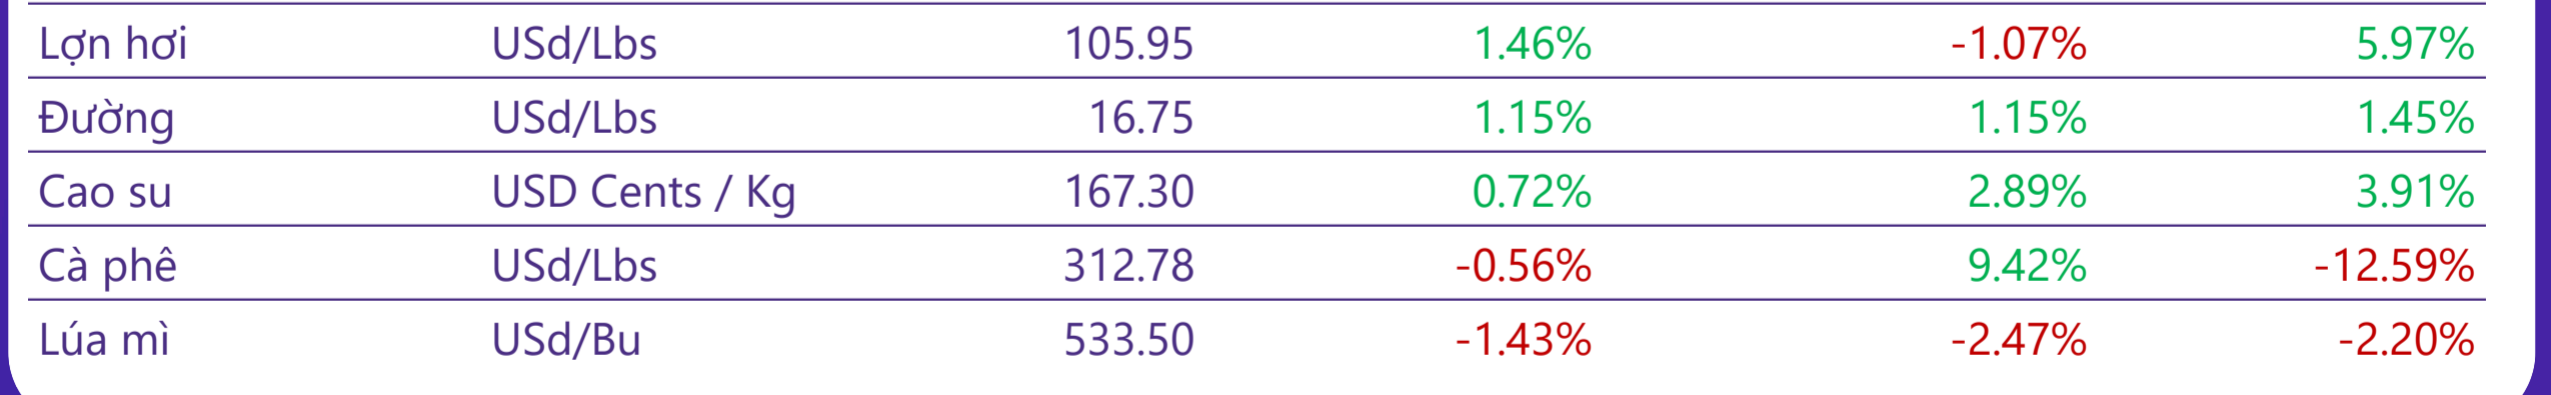 Lợn hơi USd/Lbs 105.95 1.46% -1.07% 5.97%
Đường USd/Lbs 16.75 1.15% 1.15% 1.45%
Cao su USD Cents / Kg 167.30 0.72% 2.89% 3.91%
Cà phê USd/Lbs 312.78 -0.56% 9.42% -12.59%
Lúa mì USd/Bu 533.50 -1.43% -2.47% -2.20%